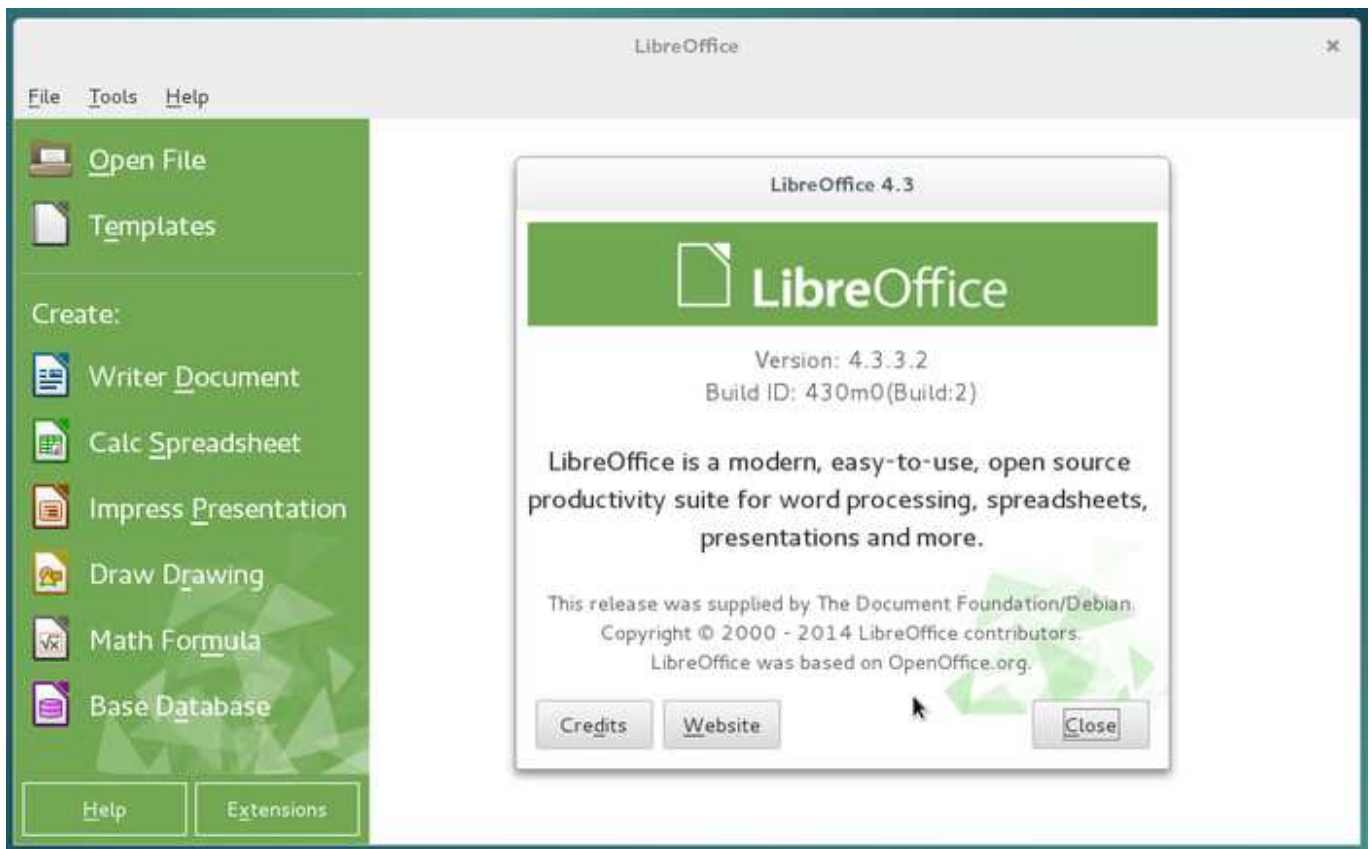 LibreOffice
File Tools Help
Open File
Templates
Create:
Writer Document
Calc Spreadsheet
Impress Presentation
Draw Drawing
Math Formula
Base Database
Help Extensions
LibreOffice 4.3
LibreOffice
Version: 4.3.3.2
Build ID: 430m0(Build:2)
LibreOffice is a modern, easy-to-use, open source
productivity suite for word processing, spreadsheets,
presentations and more.
This release was supplied by The Document Foundation/Debian.
Copyright © 2000 - 2014 LibreOffice contributors.
LibreOffice was based on OpenOffice.org.
Credits Website Close